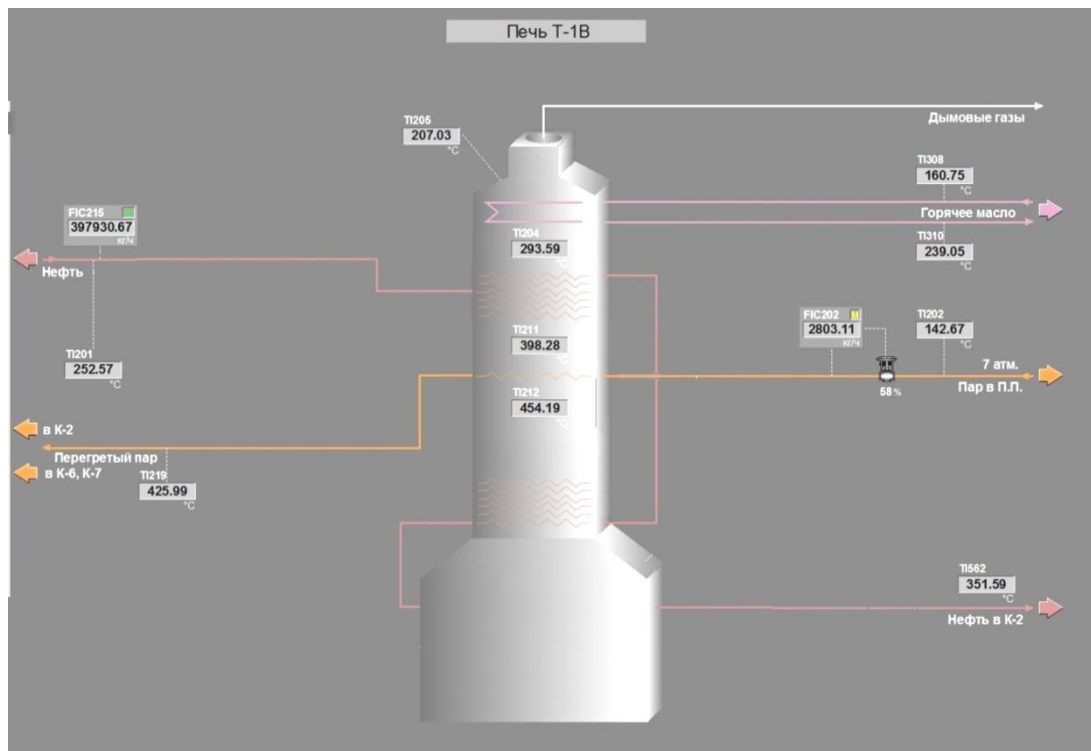 Печь Т-1В
Дымовые газы
TI205
207.03
°C
TI308
160.75
°C
Горячее масло
TI310
239.05
°C
FIC215
397930.67
КГ/Ч
Нефть
TI201
252.57
°C
TI204
293.59
°C
TI211
398.28
°C
TI212
454.19
°C
FIC202 M
2803.11
КГ/Ч
58 %
TI202
142.67
°C
7 атм.
Пар в П.П.
в К-2
Перегретый пар
в К-6, К-7
TI219
425.99
°C
TI562
351.59
°C
Нефть в К-2